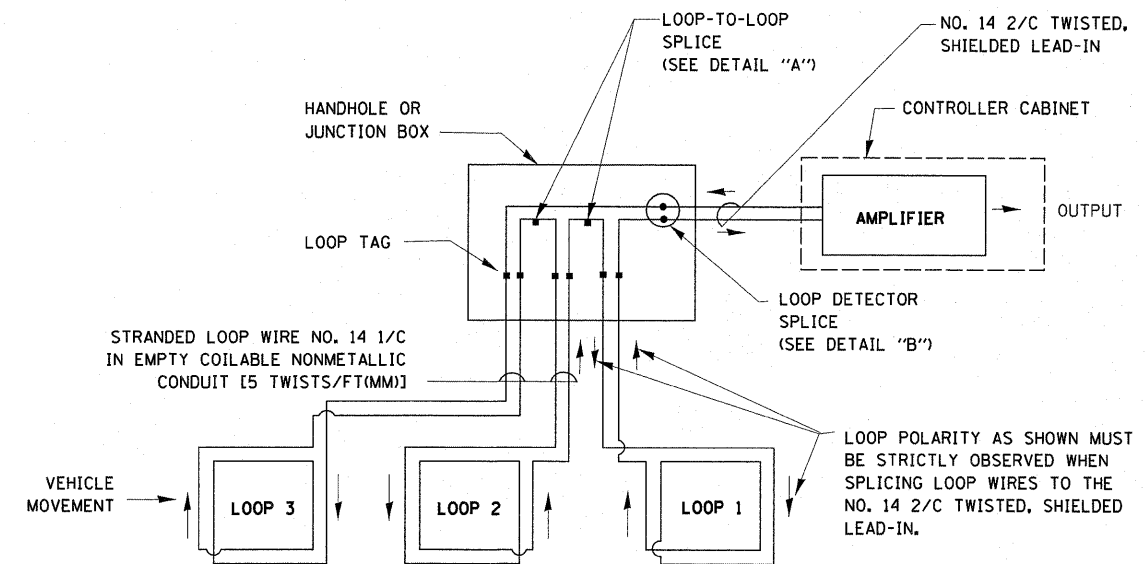 LOOP-TO-LOOP
SPLICE
(SEE DETAIL "A")
NO. 14 2/C TWISTED,
SHIELDED LEAD-IN
HANDHOLE OR
JUNCTION BOX
CONTROLLER CABINET
AMPLIFIER
OUTPUT
LOOP TAG
LOOP DETECTOR
SPLICE
(SEE DETAIL "B")
STRANDED LOOP WIRE NO. 14 1/C
IN EMPTY COILABLE NONMETALLIC
CONDUIT [5 TWISTS/FT(MM)]
LOOP POLARITY AS SHOWN MUST
BE STRICTLY OBSERVED WHEN
SPLICING LOOP WIRES TO THE
NO. 14 2/C TWISTED, SHIELDED
LEAD-IN.
VEHICLE
MOVEMENT
LOOP 3
LOOP 2
LOOP 1